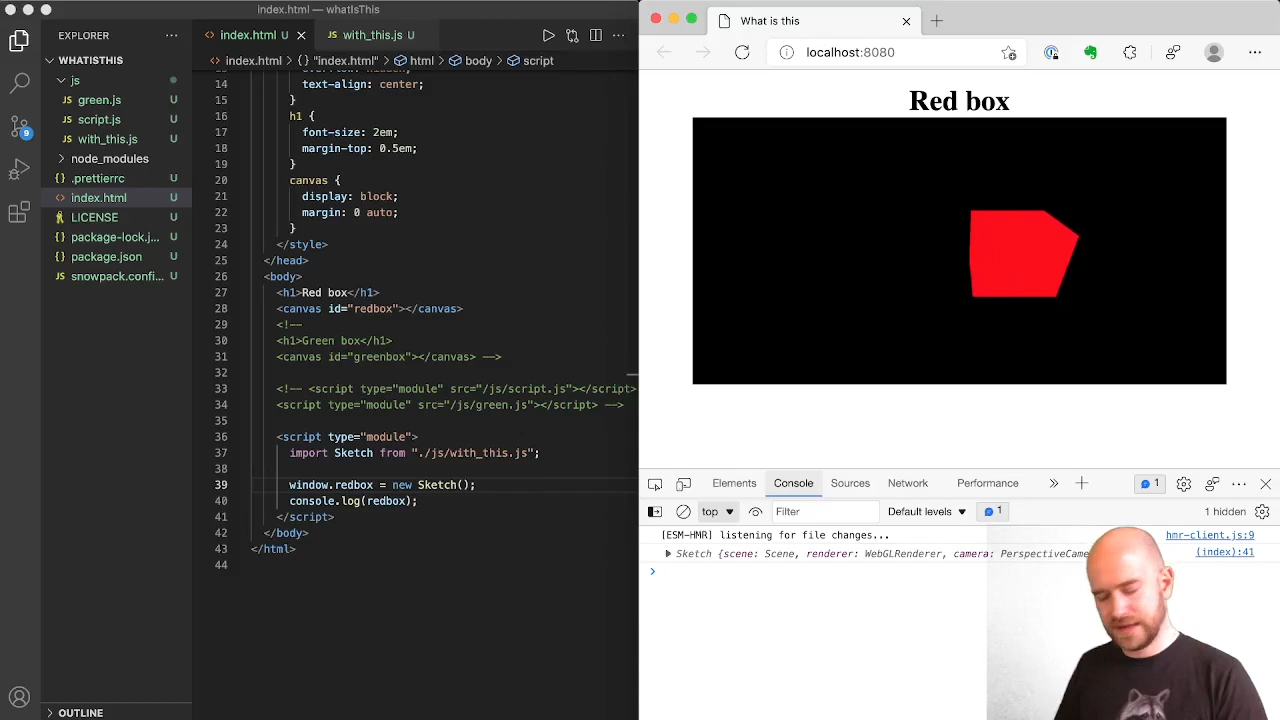 index.html — whatIsThis
EXPLORER
WHATISTHIS
js
green.js U
script.js U
with_this.js U
node_modules
.prettierrc U
index.html U
LICENSE U
package-lock.j... U
package.json U
snowpack.confi... U
9
OUTLINE
index.html U
JS with_this.js U
index.html > {} "index.html" > html > body > script
14 text-align: center;
15 }
16 h1 {
17 font-size: 2em;
18 margin-top: 0.5em;
19 }
20 canvas {
21 display: block;
22 margin: 0 auto;
23 }
24 </style>
25 </head>
26 <body>
27 <h1>Red box</h1>
28 <canvas id="redbox"></canvas>
29 <!--
30 <h1>Green box</h1>
31 <canvas id="greenbox"></canvas> -->
32
33 <!-- <script type="module" src="/js/script.js"></script>
34 <script type="module" src="/js/green.js"></script> -->
35
36 <script type="module">
37 import Sketch from "./js/with_this.js";
38
39 window.redbox = new Sketch();
40 console.log(redbox);
41 </script>
42 </body>
43 </html>
44
What is this
localhost:8080
Red box
Elements Console Sources Network Performance 1
top Filter Default levels 1 1 hidden
[ESM-HMR] listening for file changes... hmr-client.js:9
Sketch {scene: Scene, renderer: WebGLRenderer, camera: PerspectiveCame (index):41